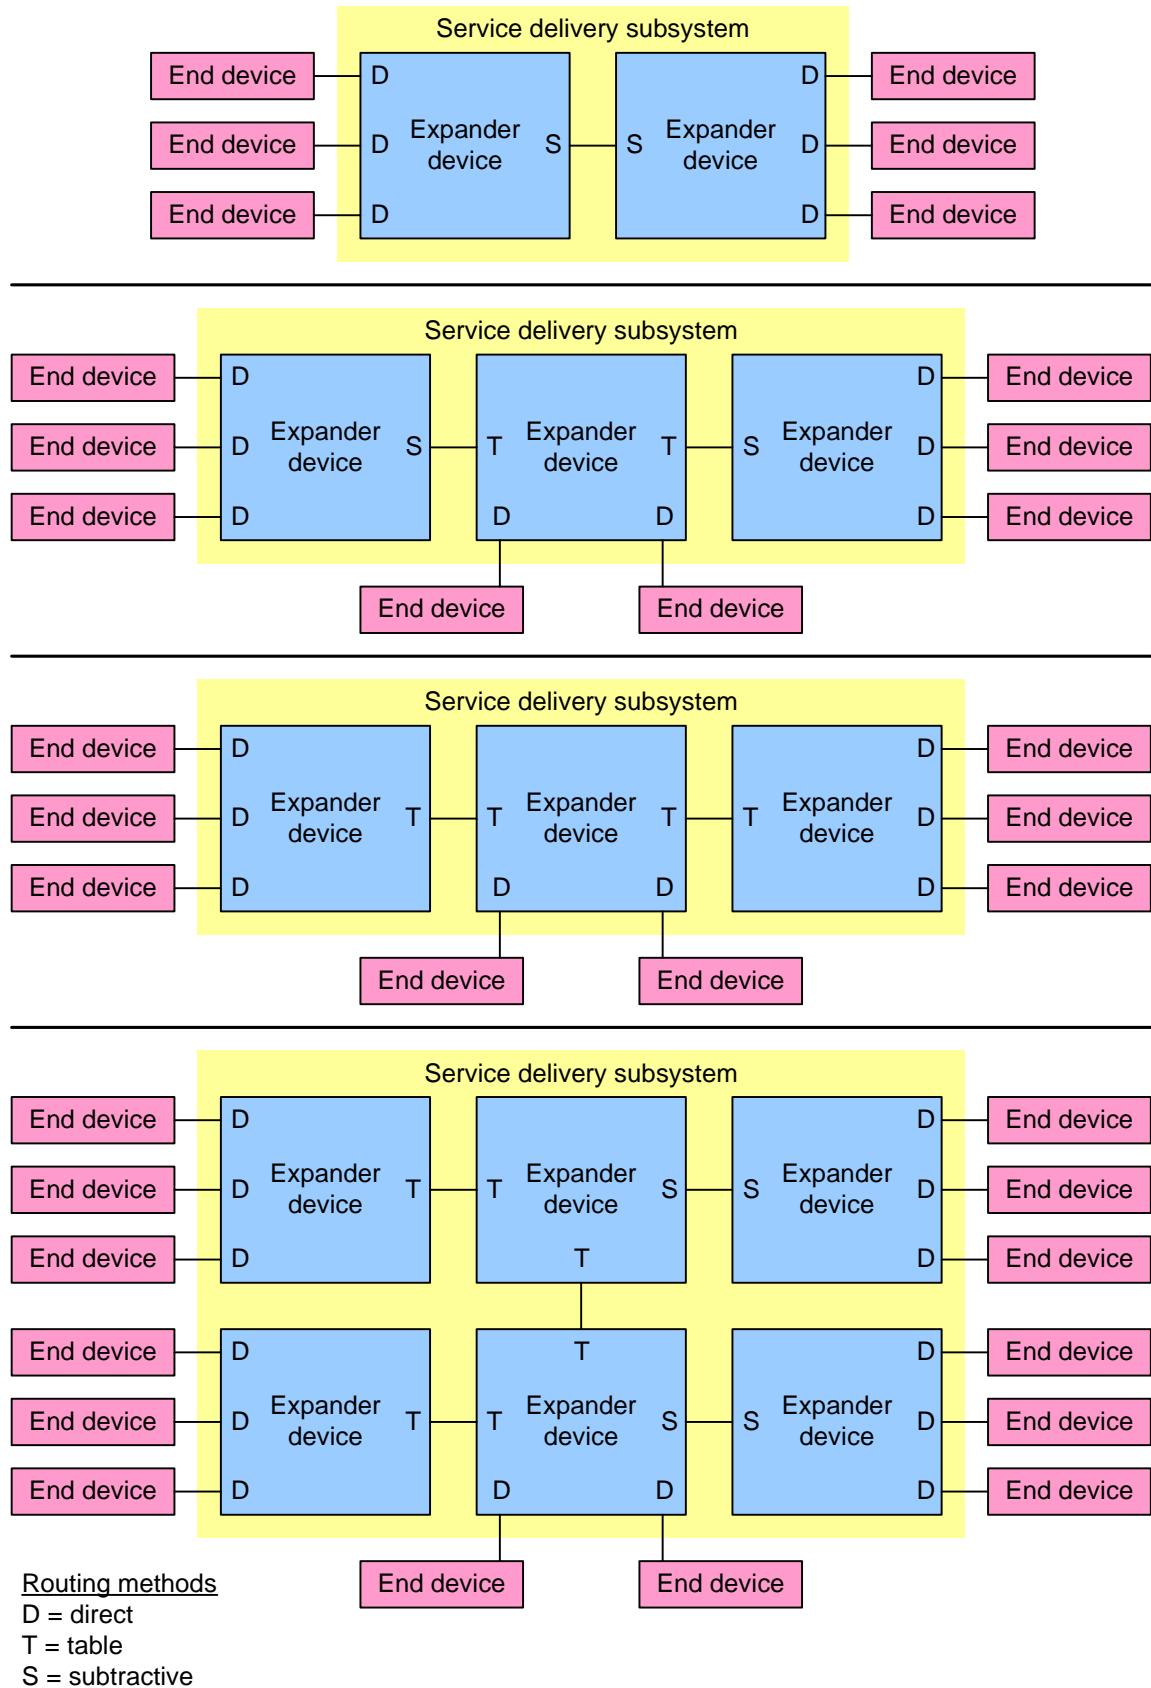 Service delivery subsystem
End device D D End device
Expander device S S Expander device
End device D D End device
End device D D End device
Service delivery subsystem
End device D D End device
Expander device S T Expander device T S Expander device
End device D D End device
End device D D D D End device
End device End device
Service delivery subsystem
End device D D End device
Expander device T T Expander device T T Expander device
End device D D End device
End device D D D D End device
End device End device
Service delivery subsystem
End device D D End device
Expander device T T Expander device S S Expander device
End device D D End device
End device D T D End device
End device D T D End device
Expander device T T Expander device S S Expander device
End device D D End device
End device D D D D End device
End device End device
Routing methods
D = direct
T = table
S = subtractive